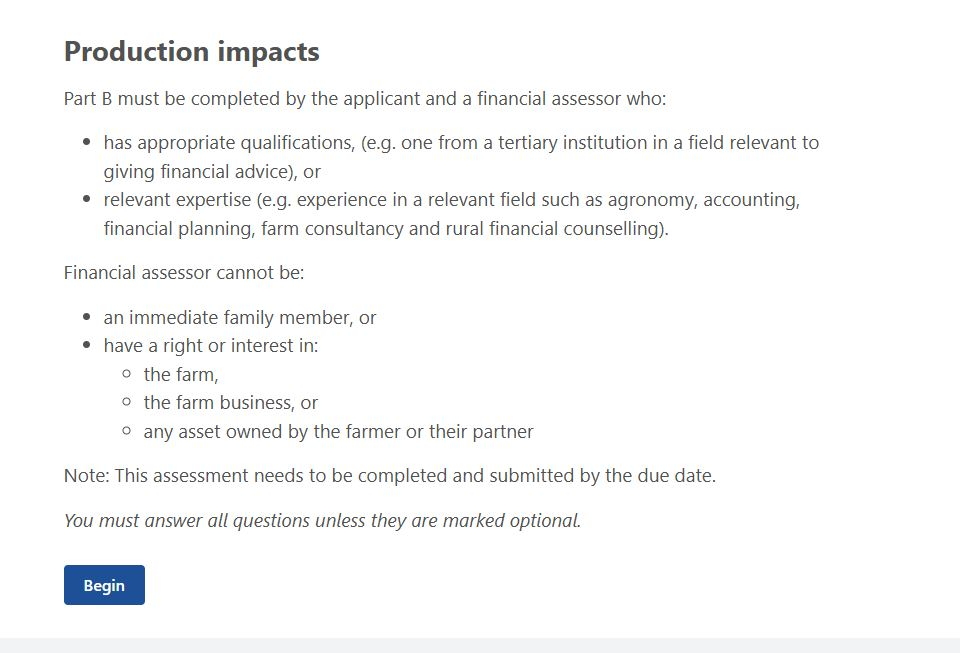 Production impacts
Part B must be completed by the applicant and a financial assessor who:
has appropriate qualifications, (e.g. one from a tertiary institution in a field relevant to
giving financial advice), or
relevant expertise (e.g. experience in a relevant field such as agronomy, accounting,
financial planning, farm consultancy and rural financial counselling).
Financial assessor cannot be:
an immediate family member, or
have a right or interest in:
the farm,
the farm business, or
any asset owned by the farmer or their partner
Note: This assessment needs to be completed and submitted by the due date.
You must answer all questions unless they are marked optional.
Begin